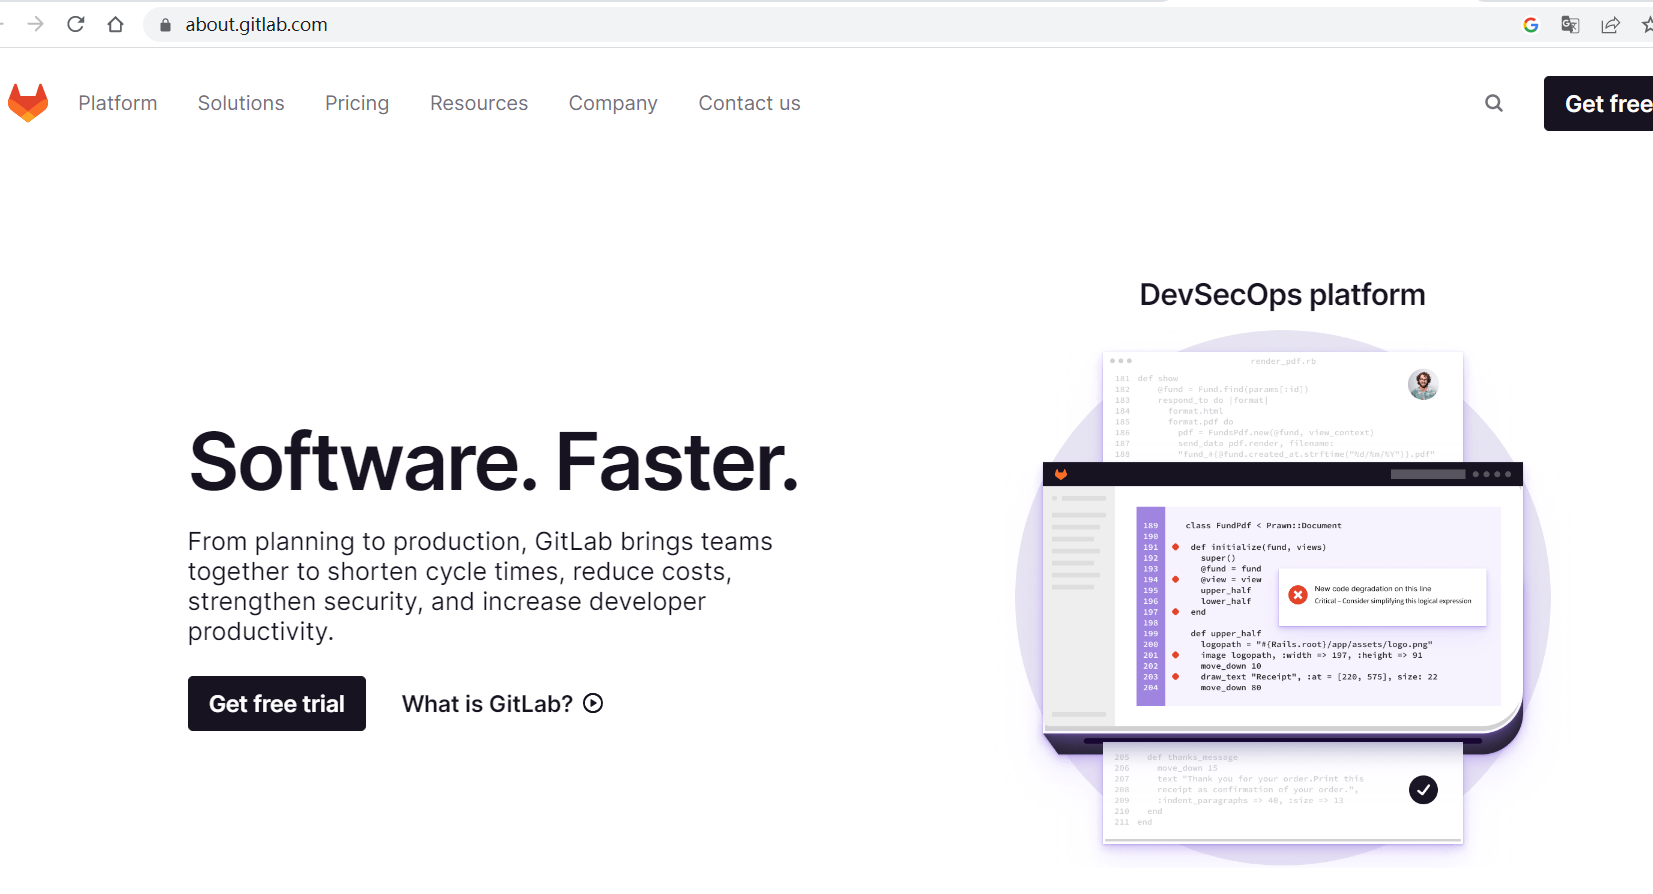 about.gitlab.com
Platform Solutions Pricing Resources Company Contact us
Get free
DevSecOps platform
Software. Faster.
From planning to production, GitLab brings teams
together to shorten cycle times, reduce costs,
strengthen security, and increase developer
productivity.
Get free trial What is GitLab?
render_pdf.rb
181 def show
182 @fund = Fund.find(params[:id])
183 respond_to do |format|
184 format.html
185 format.pdf do
186 pdf = FundsPdf.new(@fund, view_context)
187 send_data pdf.render, filename:
188 "fund_#(@fund.created_at.strftime("%d/%m/%Y")).pdf"
189 class FundPdf < Prawn::Document
190
191 def initialize(fund, views)
192 super()
193 @fund = fund
194 @view = view
195 upper_half
196 lower_half
197 end
198
199 def upper_half
200 logopath = "#{Rails.root}/app/assets/logo.png"
201 image logopath, :width => 197, :height => 91
202 move_down 10
203 draw_text "Receipt", :at = [220, 575], size: 22
204 move_down 80
New code degradation on this line
Critical – Consider simplifying this logical expression
205 def thanks_message
206 move_down 15
207 text "Thank you for your order.Print this
208 receipt as confirmation of your order.",
209 :indent_paragraphs => 40, :size => 13
210 end
211 end